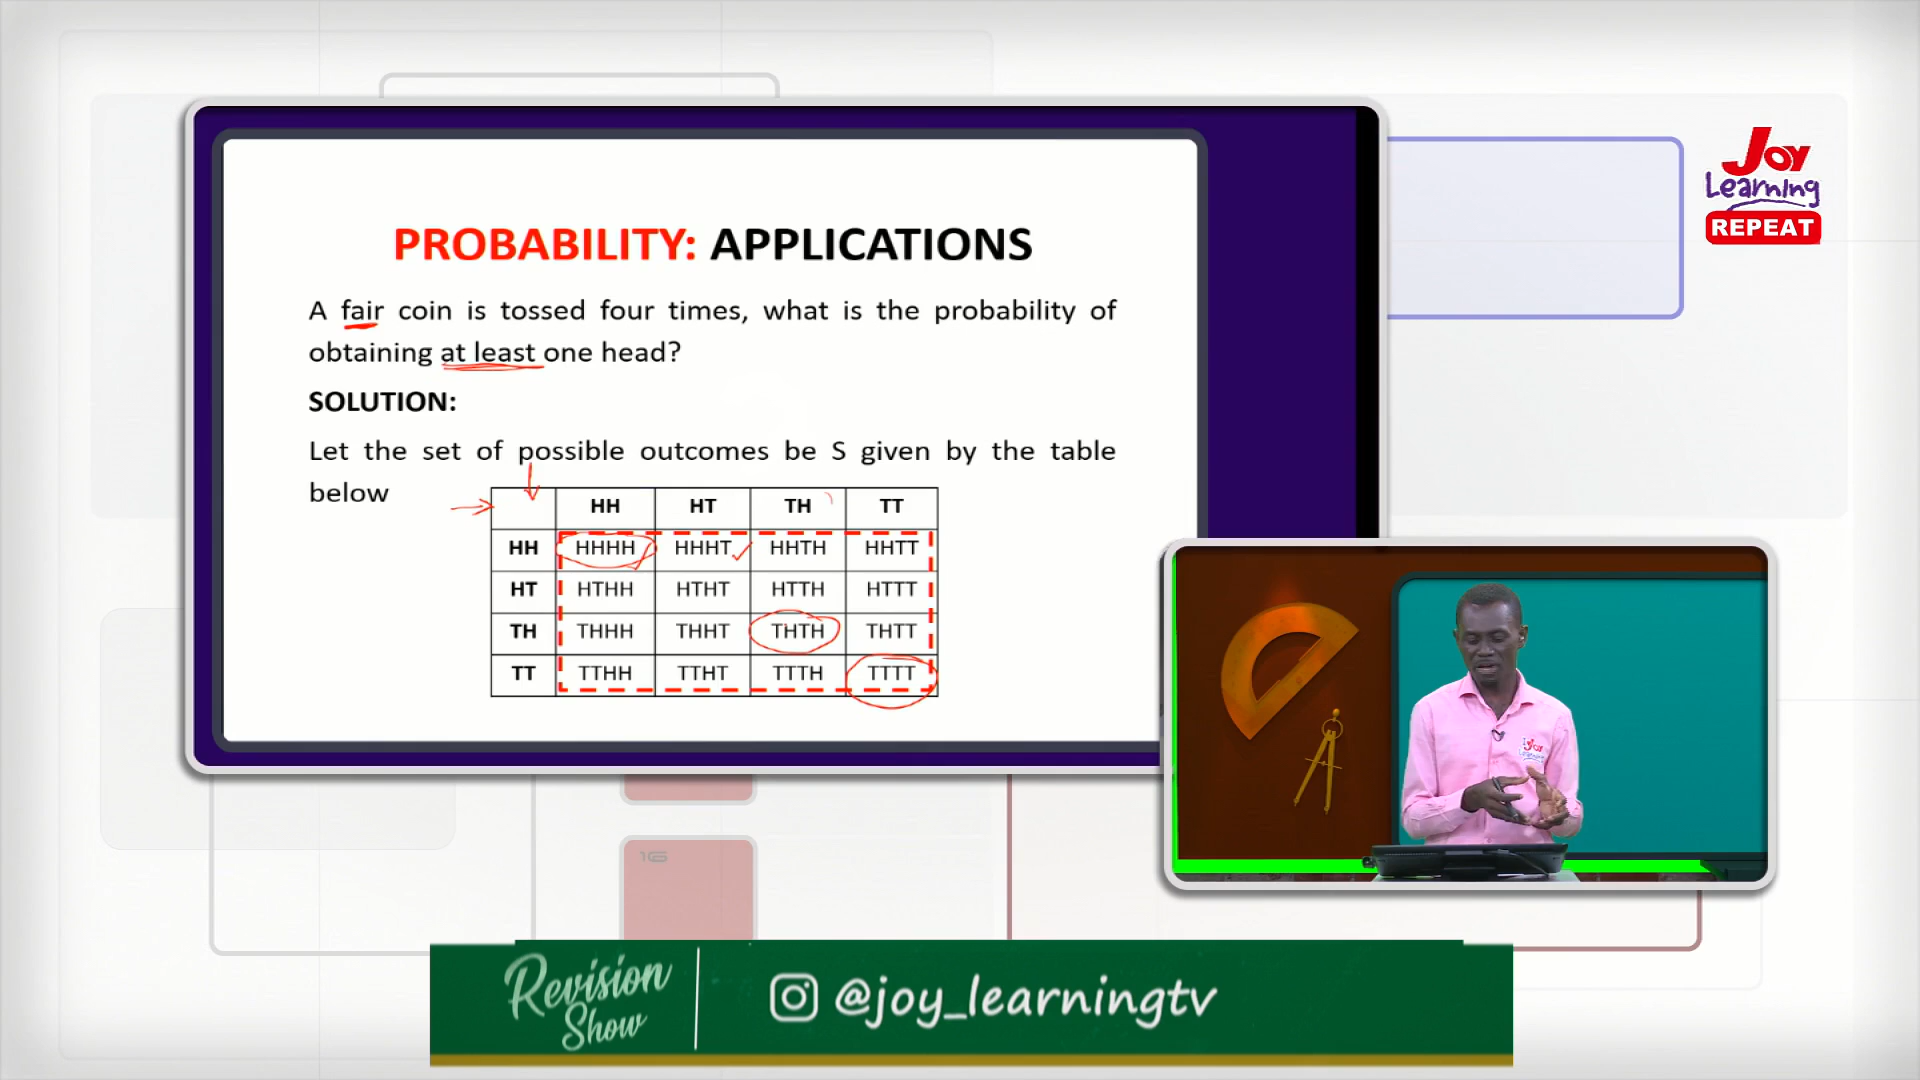 Joy
Learning
REPEAT
PROBABILITY: APPLICATIONS
A fair coin is tossed four times, what is the probability of
obtaining at least one head?
SOLUTION:
Let the set of possible outcomes be S given by the table
below
HH HT TH TT
HH HHHH HHHT HHTH HHTT
HT HTHH HTHT HTTH HTTT
TH THHH THHT THTH THTT
TT TTHH TTHT TTTH TTTT
Joy
16
Revision
Show
@joy_learningtv